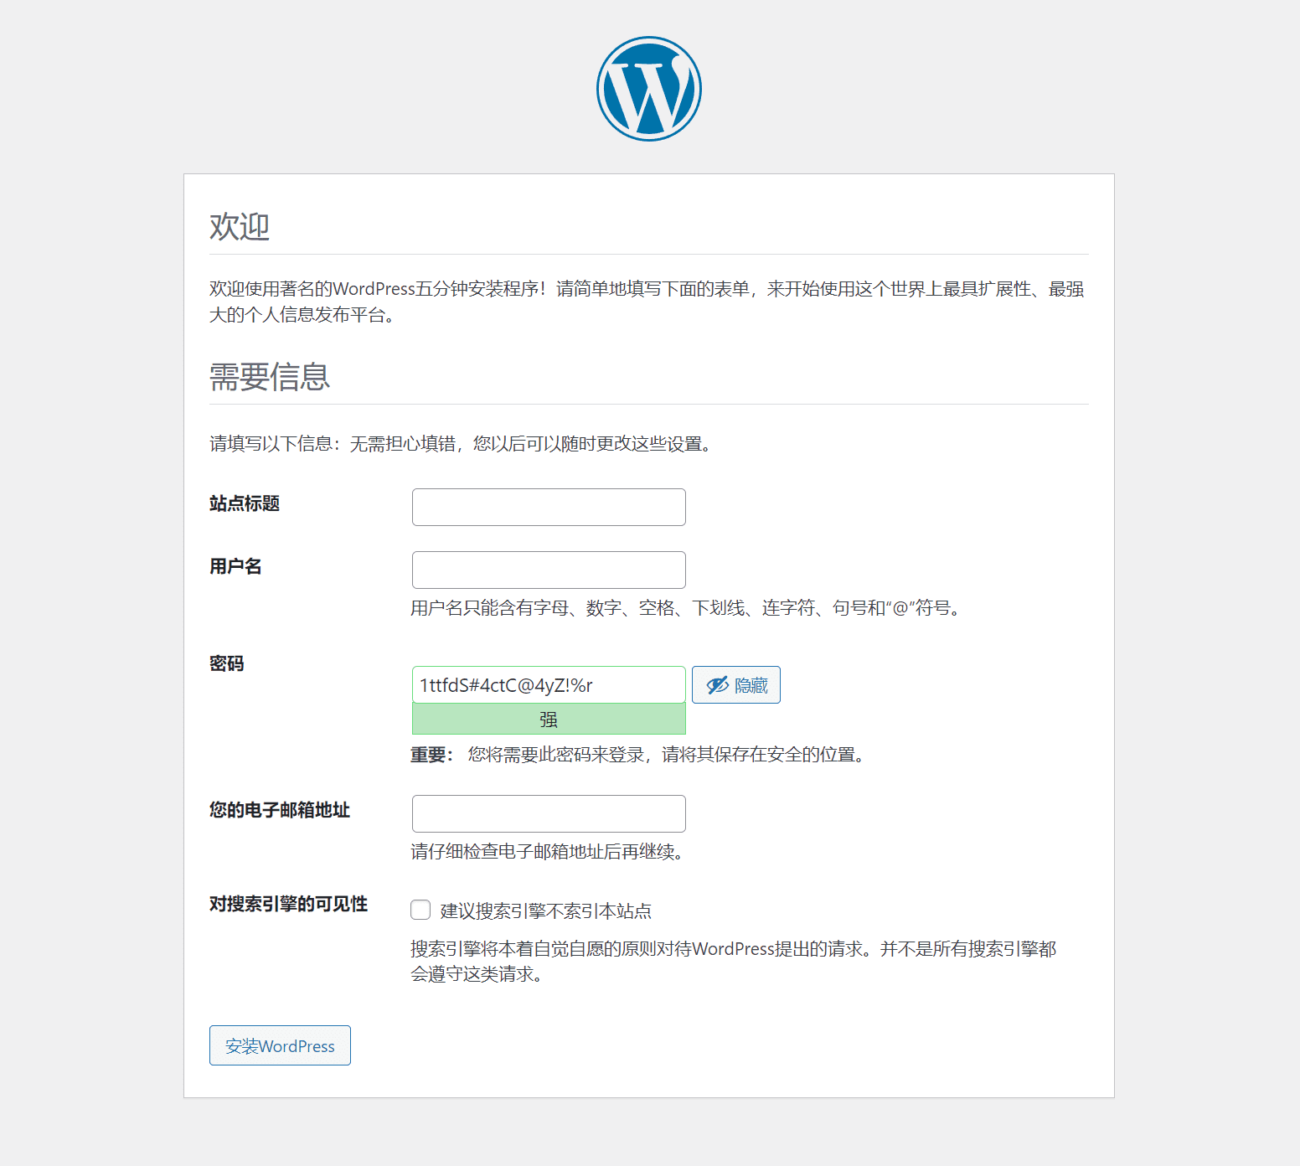 欢迎
欢迎使用著名的WordPress五分钟安装程序！请简单地填写下面的表单，来开始使用这个世界上最具扩展性、最强
大的个人信息发布平台。
需要信息
请填写以下信息：无需担心填错，您以后可以随时更改这些设置。
站点标题
用户名
用户名只能含有字母、数字、空格、下划线、连字符、句号和“@”符号。
密码
1ttfdS#4ctC@4yZ!%r 隐藏
强
重要： 您将需要此密码来登录，请将其保存在安全的位置。
您的电子邮箱地址
请仔细检查电子邮箱地址后再继续。
对搜索引擎的可见性
建议搜索引擎不索引本站点
搜索引擎将本着自觉自愿的原则对待WordPress提出的请求。并不是所有搜索引擎都
会遵守这类请求。
安装WordPress